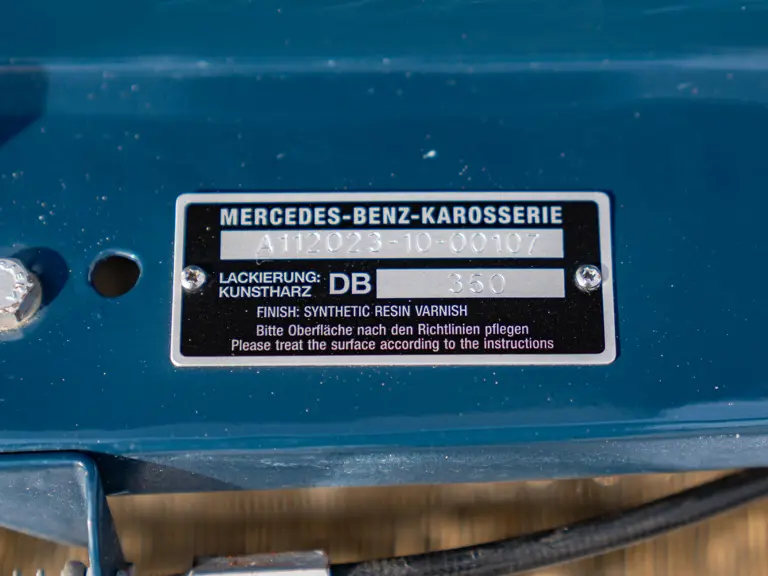 MERCEDES-BENZ-KAROSSERIE
A112023-10-00107
LACKIERUNG: DB 350
KUNSTHARZ
FINISH: SYNTHETIC RESIN VARNISH
Bitte Oberfläche nach den Richtlinien pflegen
Please treat the surface according to the instructions